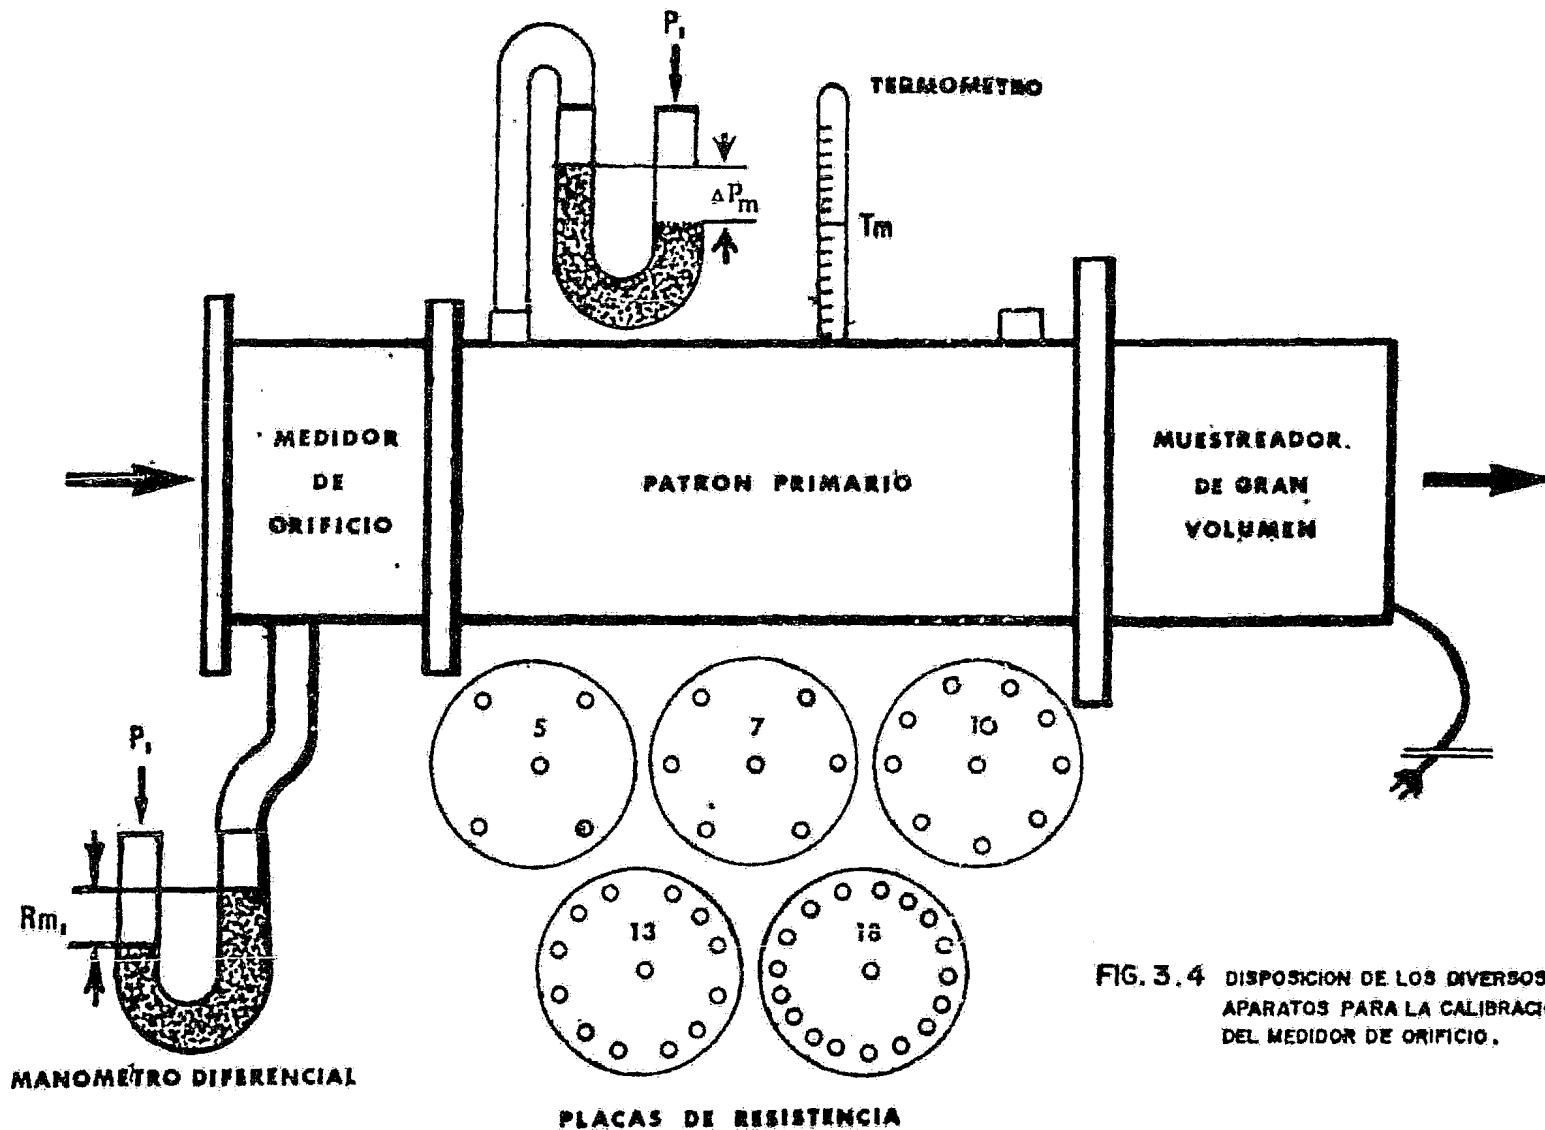 P₁
TERMOMETRO
ΔPm
Tm
MEDIDOR
DE
ORIFICIO
PATRON PRIMARIO
MUESTREADOR.
DE GRAN
VOLUMEN
5
7
10
P₁
Rm₁
13
18
MANOMETRO DIFERENCIAL
PLACAS DE RESISTENCIA
FIG. 3.4 DISPOSICION DE LOS DIVERSOS
APARATOS PARA LA CALIBRACIO
DEL MEDIDOR DE ORIFICIO.